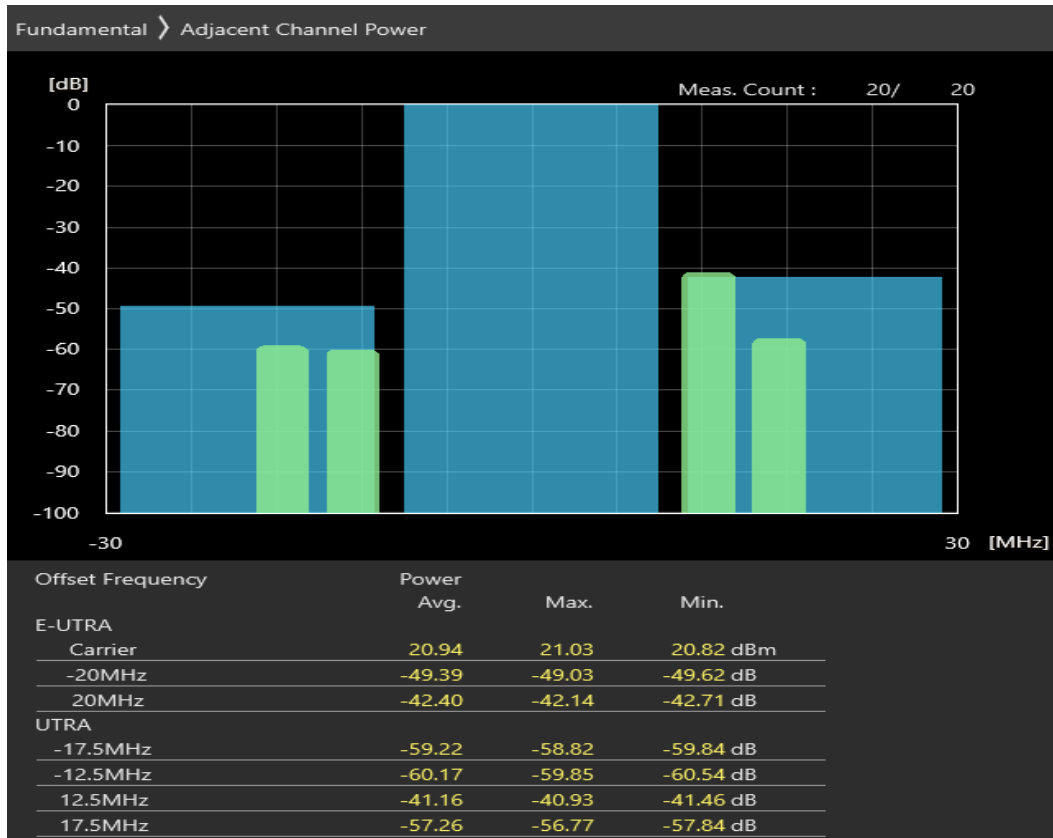 Fundamental 〉 Adjacent Channel Power
[dB]
Meas. Count : 20/ 20
0
-10
-20
-30
-40
-50
-60
-70
-80
-90
-100
-30 30 [MHz]
Offset Frequency Power
Avg. Max. Min.
E-UTRA
Carrier 20.94 21.03 20.82 dBm
-20MHz -49.39 -49.03 -49.62 dB
20MHz -42.40 -42.14 -42.71 dB
UTRA
-17.5MHz -59.22 -58.82 -59.84 dB
-12.5MHz -60.17 -59.85 -60.54 dB
12.5MHz -41.16 -40.93 -41.46 dB
17.5MHz -57.26 -56.77 -57.84 dB